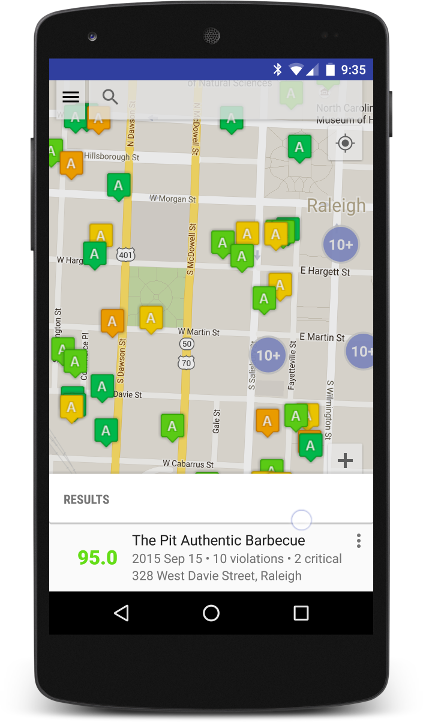 9:35
of Natural Sciences
North Carolin
Museum of H
N Dawson St
N McDowell St
A
A
A
A
A
Hillsborough St
A
A
W Morgan St
Raleigh
A
A
A
A
10+
A
A
401
W Harg
E Hargett St
A
A
S McDowell St
A
A
W Martin St
E Martin St
50
70
10+
10+
A
A
S Dawson St
S Salis
Fayetteville St
S Wilmington St
Davie St
A
A
A
A
A
A
A
Gale St
W Cabarrus St
A
A
RESULTS
The Pit Authentic Barbecue
95.0
2015 Sep 15 • 10 violations • 2 critical
328 West Davie Street, Raleigh